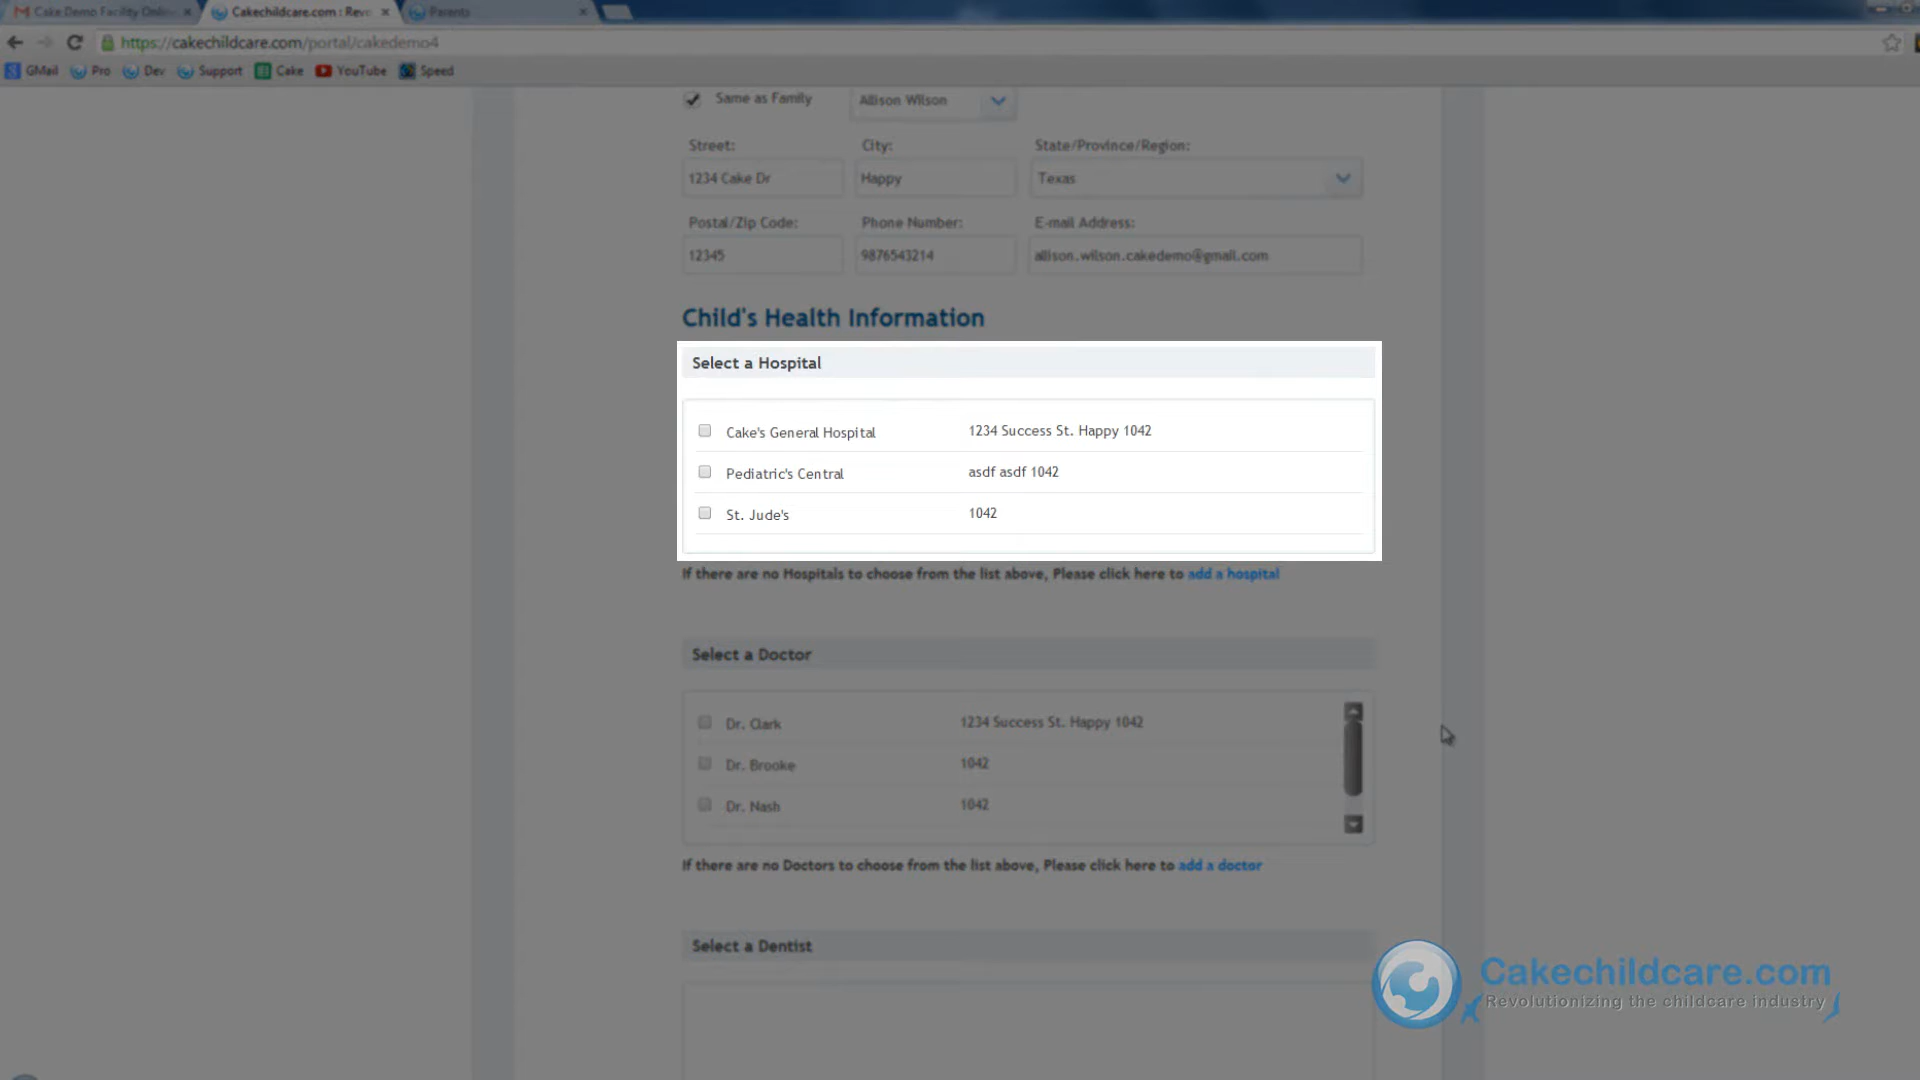 Cake Demo Facility Online
Cakechildcare.com : Revo
Parents
https://cakechildcare.com/portal/cakedemo4
GMail Pro Dev Support Cake YouTube Speed
Same as Family Allison Wilson
Street: City: State/Province/Region:
1234 Cake Dr Happy Texas
Postal/Zip Code: Phone Number: E-mail Address:
12345 9876543214 allison.wilson.cakedemo@gmail.com
Child's Health Information
Select a Hospital
Cake's General Hospital 1234 Success St. Happy 1042
Pediatric's Central asdf asdf 1042
St. Jude's 1042
If there are no Hospitals to choose from the list above, Please click here to add a hospital
Select a Doctor
Dr. Clark 1234 Success St. Happy 1042
Dr. Brooke 1042
Dr. Nash 1042
If there are no Doctors to choose from the list above, Please click here to add a doctor
Select a Dentist
Cakechildcare.com
Revolutionizing the childcare industry